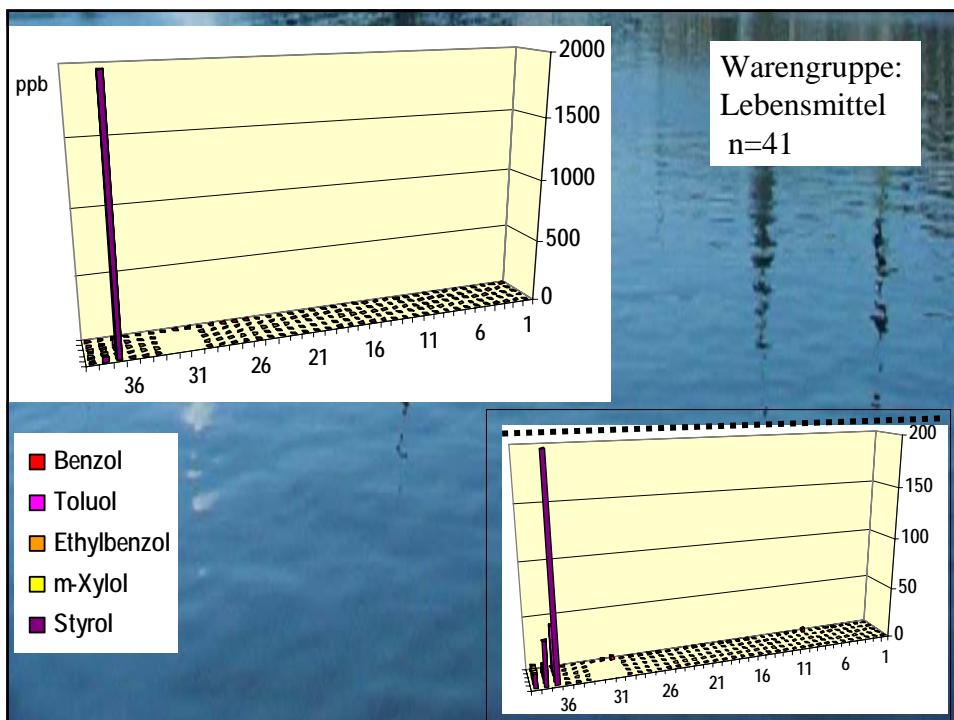 ppb
2000
1500
1000
500
0
36 31 26 21 16 11 6 1
Warengruppe:
Lebensmittel
n=41
Benzol
Toluol
Ethylbenzol
m-Xylol
Styrol
200
150
100
50
0
36 31 26 21 16 11 6 1